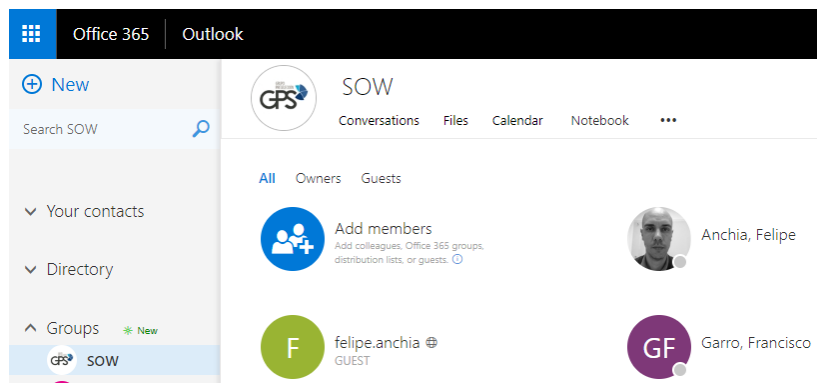 Office 365
Outlook
New
Search SOW
Your contacts
Directory
Groups
New
GPS
SOW
GPS
SOW
Conversations
Files
Calendar
Notebook
•••
All
Owners
Guests
Add members
Add colleagues, Office 365 groups,
distribution lists, or guests.
Anchia, Felipe
F
felipe.anchia
GUEST
GF
Garro, Francisco